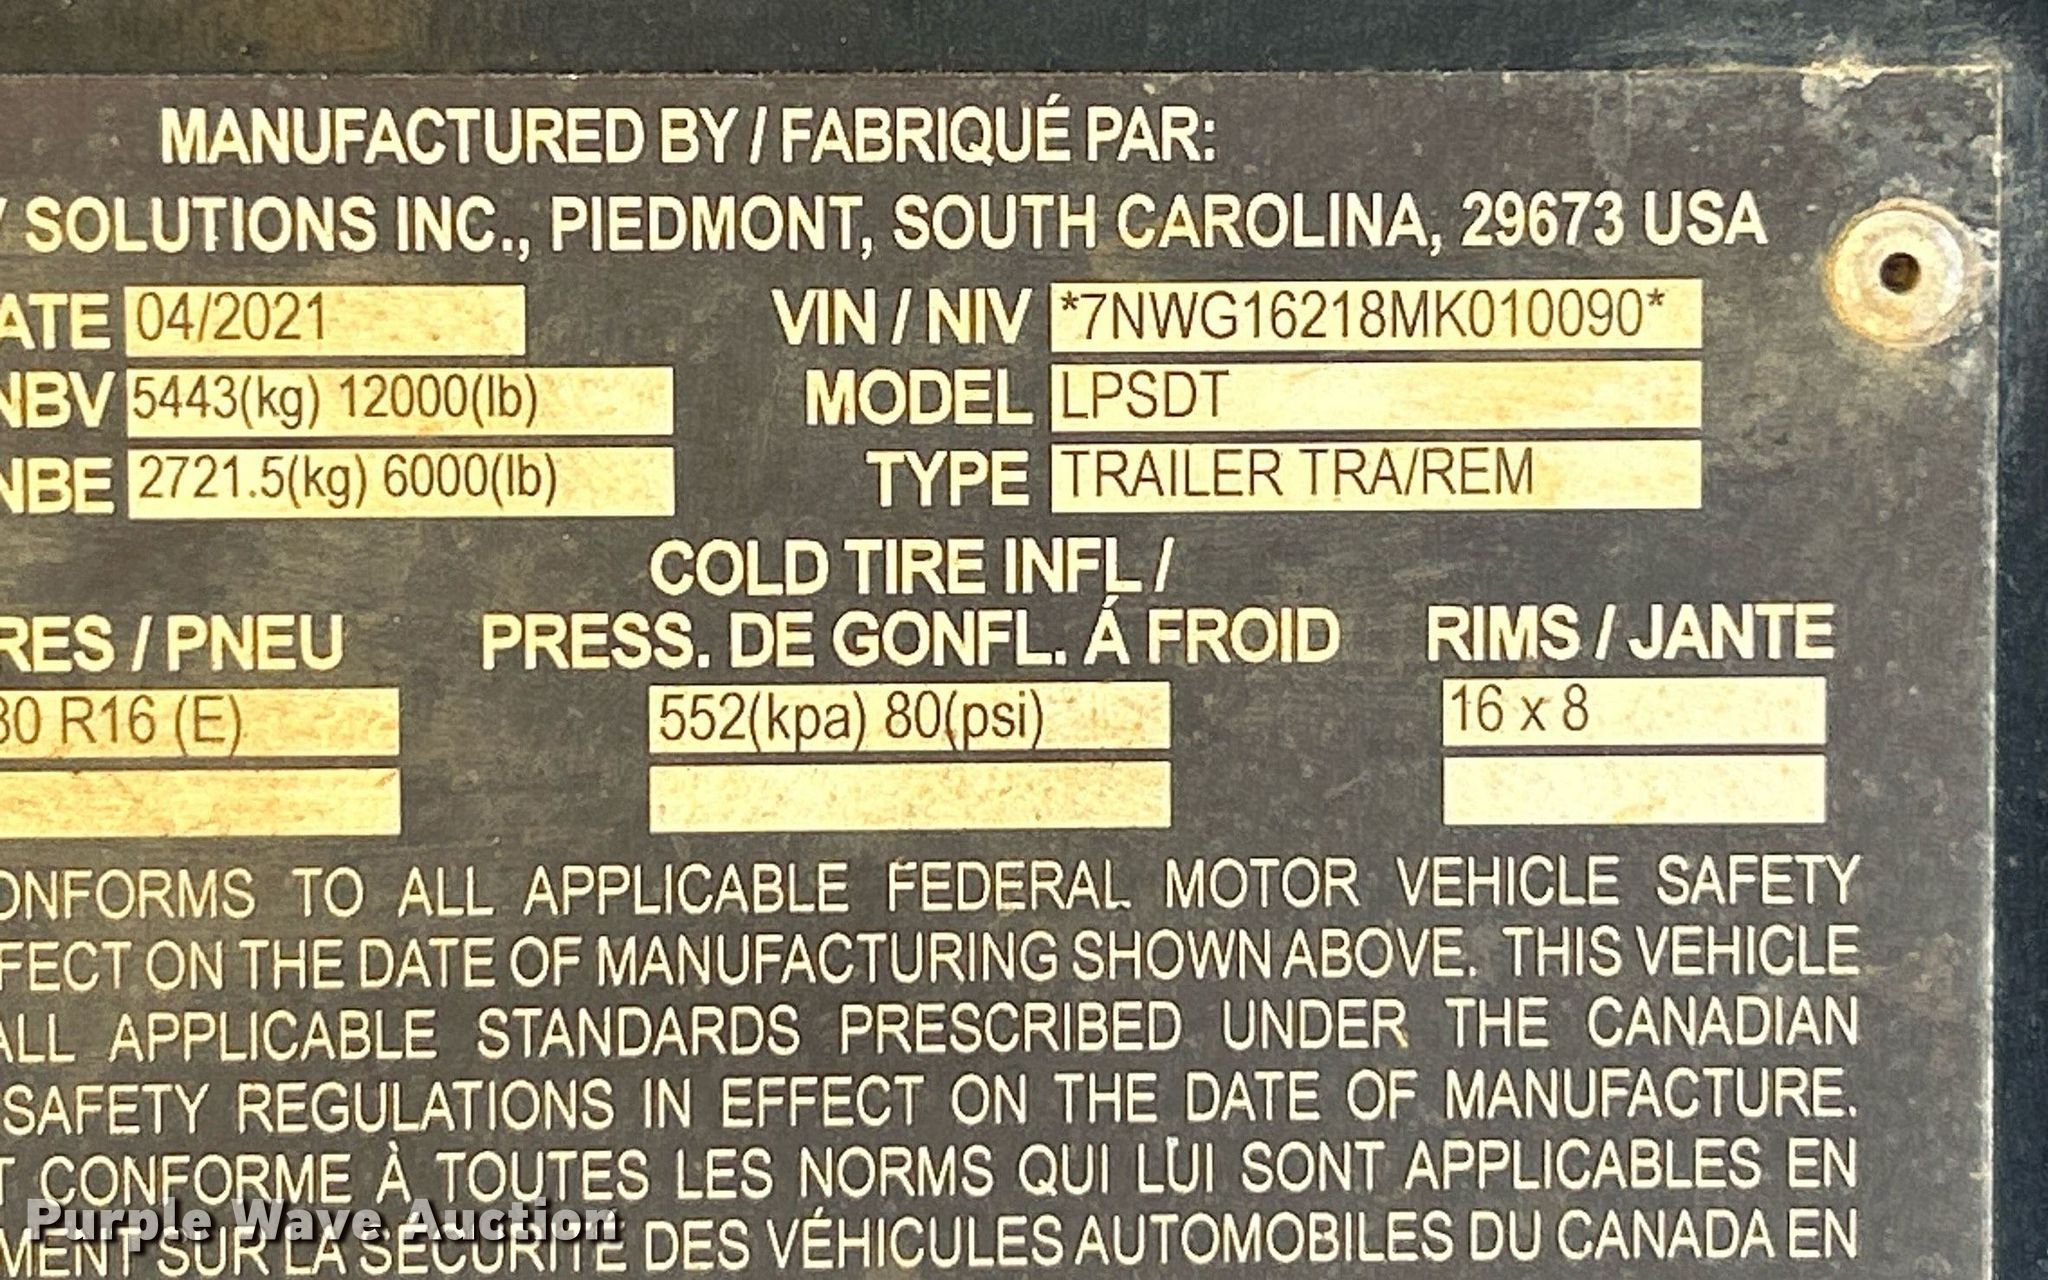 MANUFACTURED BY / FABRIQUÉ PAR:
V SOLUTIONS INC., PIEDMONT, SOUTH CAROLINA, 29673 USA
ATE 04/2021 VIN / NIV *7NWG16218MK010090*
NBV 5443(kg) 12000(lb) MODEL LPSDT
NBE 2721.5(kg) 6000(lb) TYPE TRAILER TRA/REM
COLD TIRE INFL /
RES / PNEU PRESS. DE GONFL. Á FROID RIMS / JANTE
80 R16 (E) 552(kpa) 80(psi) 16 x 8
ONFORMS TO ALL APPLICABLE FEDERAL MOTOR VEHICLE SAFETY
FECT ON THE DATE OF MANUFACTURING SHOWN ABOVE. THIS VEHICLE
ALL APPLICABLE STANDARDS PRESCRIBED UNDER THE CANADIAN
SAFETY REGULATIONS IN EFFECT ON THE DATE OF MANUFACTURE.
T CONFORME À TOUTES LES NORMS QUI LUI SONT APPLICABLES EN
MENT SUR LA SÉCURITÉ DES VÉHICULES AUTOMOBILES DU CANADA EN
Purple Wave Auction